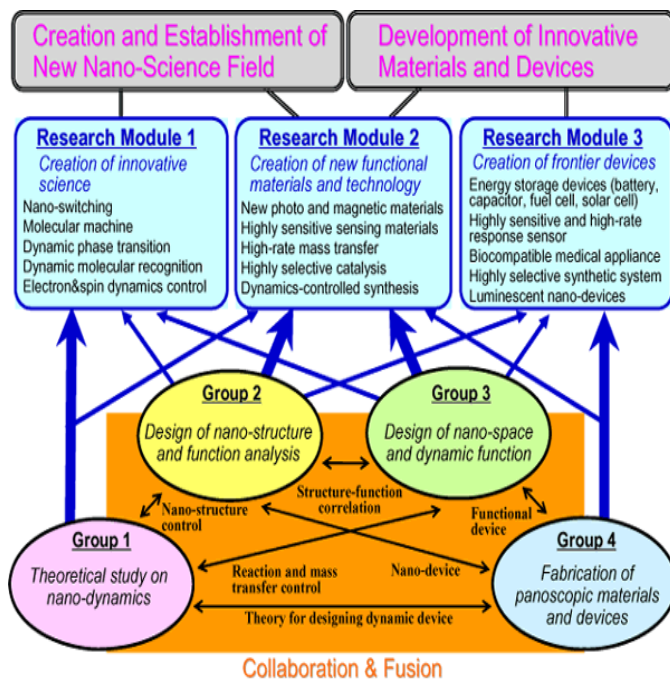 Creation and Establishment of
New Nano-Science Field
Development of Innovative
Materials and Devices
Research Module 1
Creation of innovative
science
Nano-switching
Molecular machine
Dynamic phase transition
Dynamic molecular recognition
Electron&spin dynamics control
Research Module 2
Creation of new functional
materials and technology
New photo and magnetic materials
Highly sensitive sensing materials
High-rate mass transfer
Highly selective catalysis
Dynamics-controlled synthesis
Research Module 3
Creation of frontier devices
Energy storage devices (battery,
capacitor, fuel cell, solar cell)
Highly sensitive and high-rate
response sensor
Biocompatible medical appliance
Highly selective synthetic system
Luminescent nano-devices
Group 2
Design of nano-structure
and function analysis
Group 3
Design of nano-space
and dynamic function
Nano-structure
control
Structure-function
correlation
Functional
device
Group 1
Theoretical study on
nano-dynamics
Reaction and mass
transfer control
Nano-device
Theory for designing dynamic device
Group 4
Fabrication of
panoscopic materials
and devices
Collaboration & Fusion